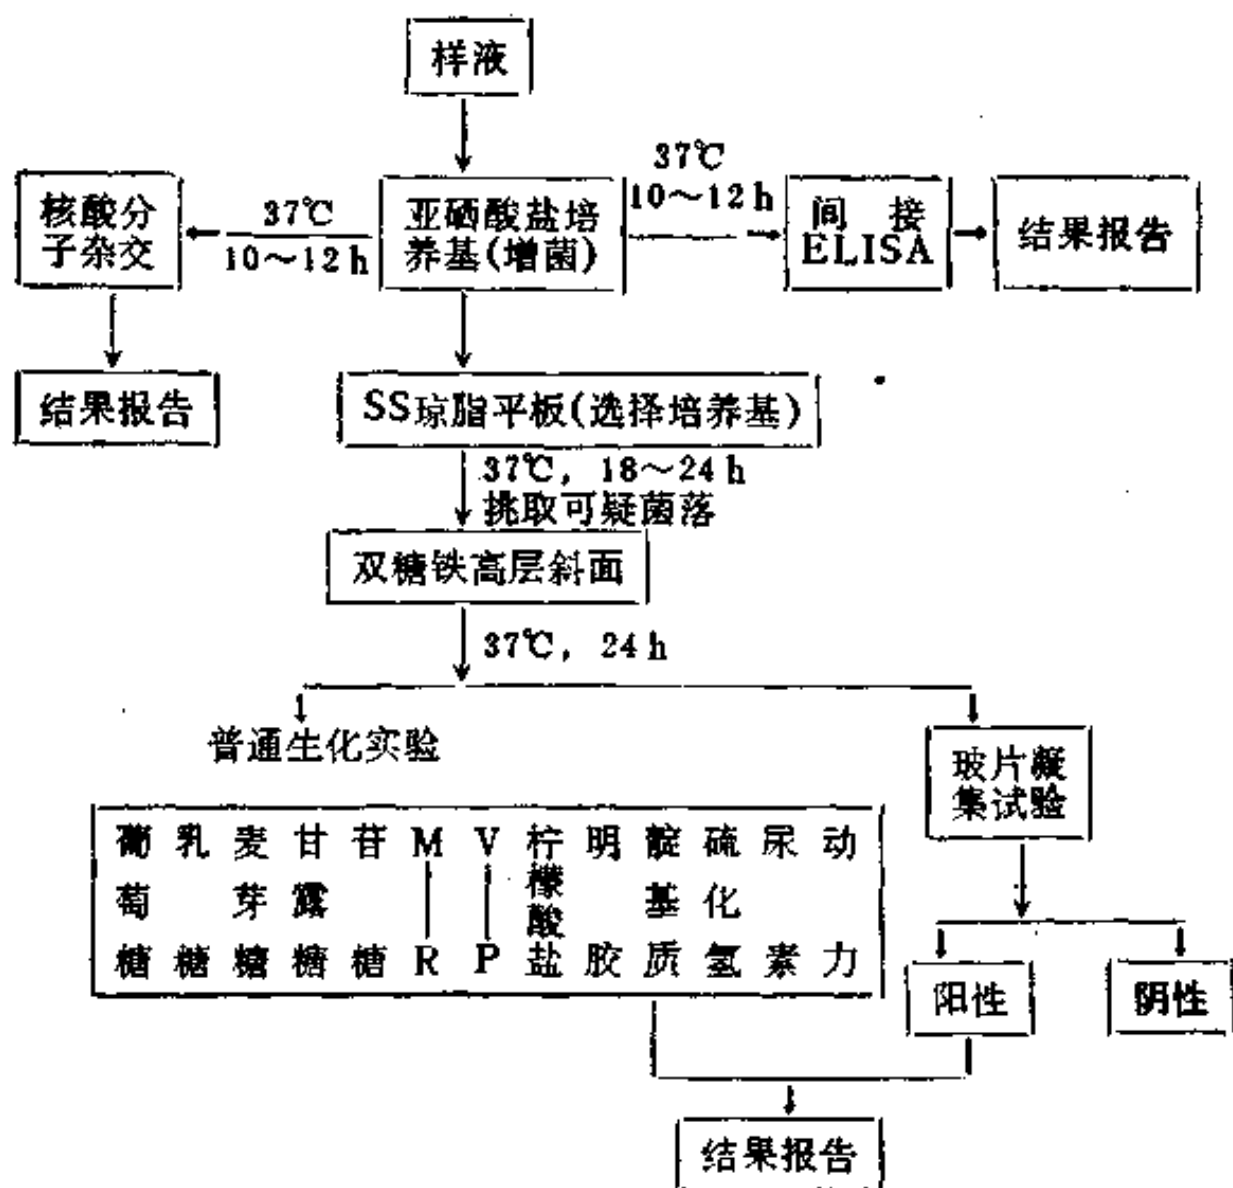 样液
37℃
10～12 h
核酸分
子杂交
37℃
10～12 h
亚硒酸盐培
养基(增菌)
间 接
ELISA
结果报告
结果报告
SS琼脂平板(选择培养基)
37℃, 18～24 h
挑取可疑菌落
双糖铁高层斜面
37℃, 24 h
普通生化实验
玻片凝
集试验
葡萄糖
乳糖
麦芽糖
甘露糖
苷糖
M—R
V—P
柠檬酸盐
明胶
靛基质
硫化氢
尿素
动力
阳性
阴性
结果报告